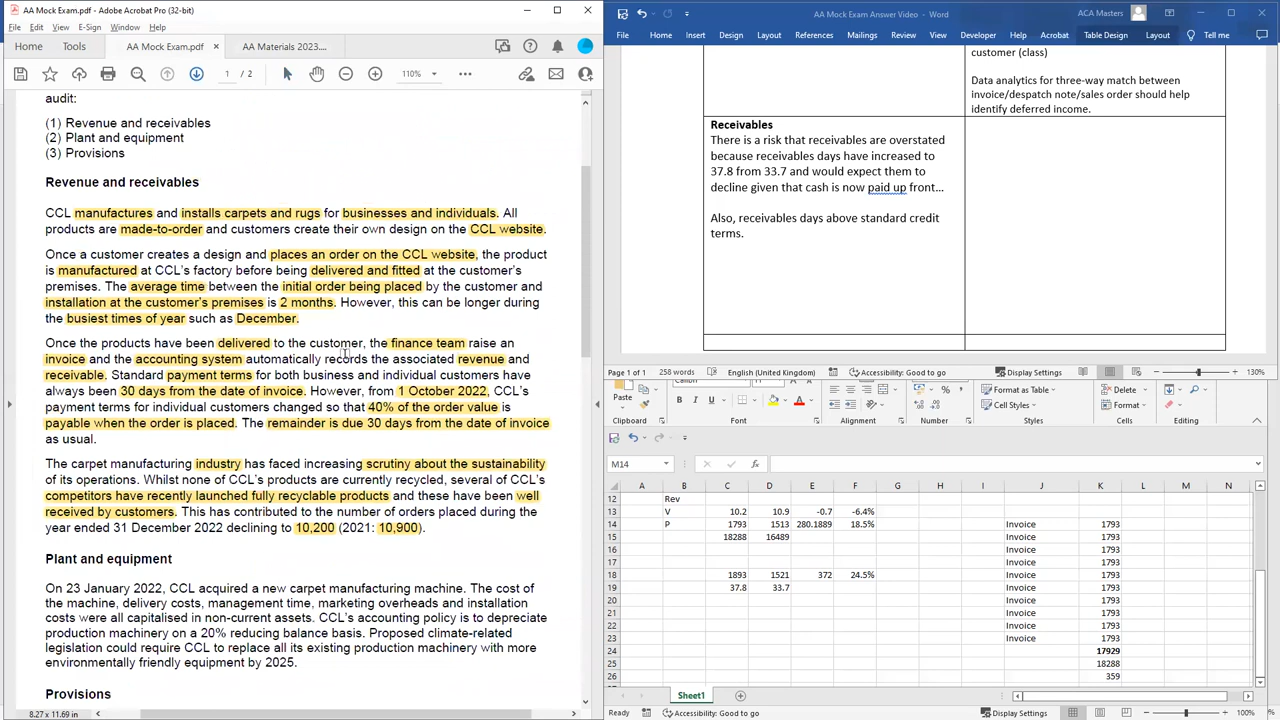 AA Mock Exam.pdf - Adobe Acrobat Pro (32-bit)
File Edit View E-Sign Window Help
Home Tools AA Mock Exam.pdf × AA Materials 2023....
1 / 2 110%
audit:
(1) Revenue and receivables
(2) Plant and equipment
(3) Provisions
Revenue and receivables
CCL manufactures and installs carpets and rugs for businesses and individuals. All
products are made-to-order and customers create their own design on the CCL website.
Once a customer creates a design and places an order on the CCL website, the product
is manufactured at CCL's factory before being delivered and fitted at the customer's
premises. The average time between the initial order being placed by the customer and
installation at the customer's premises is 2 months. However, this can be longer during
the busiest times of year such as December.
Once the products have been delivered to the customer, the finance team raise an
invoice and the accounting system automatically records the associated revenue and
receivable. Standard payment terms for both business and individual customers have
always been 30 days from the date of invoice. However, from 1 October 2022, CCL's
payment terms for individual customers changed so that 40% of the order value is
payable when the order is placed. The remainder is due 30 days from the date of invoice
as usual.
The carpet manufacturing industry has faced increasing scrutiny about the sustainability
of its operations. Whilst none of CCL's products are currently recycled, several of CCL's
competitors have recently launched fully recyclable products and these have been well
received by customers. This has contributed to the number of orders placed during the
year ended 31 December 2022 declining to 10,200 (2021: 10,900).
Plant and equipment
On 23 January 2022, CCL acquired a new carpet manufacturing machine. The cost of
the machine, delivery costs, management time, marketing overheads and installation
costs were all capitalised in non-current assets. CCL's accounting policy is to depreciate
production machinery on a 20% reducing balance basis. Proposed climate-related
legislation could require CCL to replace all its existing production machinery with more
environmentally friendly equipment by 2025.
Provisions
8.27 x 11.69 in
AA Mock Exam Answer Video - Word ACA Masters
File Home Insert Design Layout References Mailings Review View Developer Help Acrobat Table Design Layout Tell me
customer (class)
Data analytics for three-way match between
invoice/despatch note/sales order should help
identify deferred income.
Receivables
There is a risk that receivables are overstated
because receivables days have increased to
37.8 from 33.7 and would expect them to
decline given that cash is now paid up front...
Also, receivables days above standard credit
terms.
Page 1 of 1 258 words English (United Kingdom) Accessibility: Good to go Display Settings 130%
Calibri 11 Format as Table Delete
Paste B I U Cell Styles Format
Clipboard Font Alignment Number Styles Cells Editing
M14 fx
A B C D E F G H I J K L M N
12 Rev
13 V 10.2 10.9 -0.7 -6.4%
14 P 1793 1513 280.1889 18.5% Invoice 1793
15 18288 16489 Invoice 1793
16 Invoice 1793
17 Invoice 1793
18 1893 1521 372 24.5% Invoice 1793
19 37.8 33.7 Invoice 1793
20 Invoice 1793
21 Invoice 1793
22 Invoice 1793
23 Invoice 1793
24 17929
25 18288
26 359
Sheet1
Ready Accessibility: Good to go Display Settings 100%